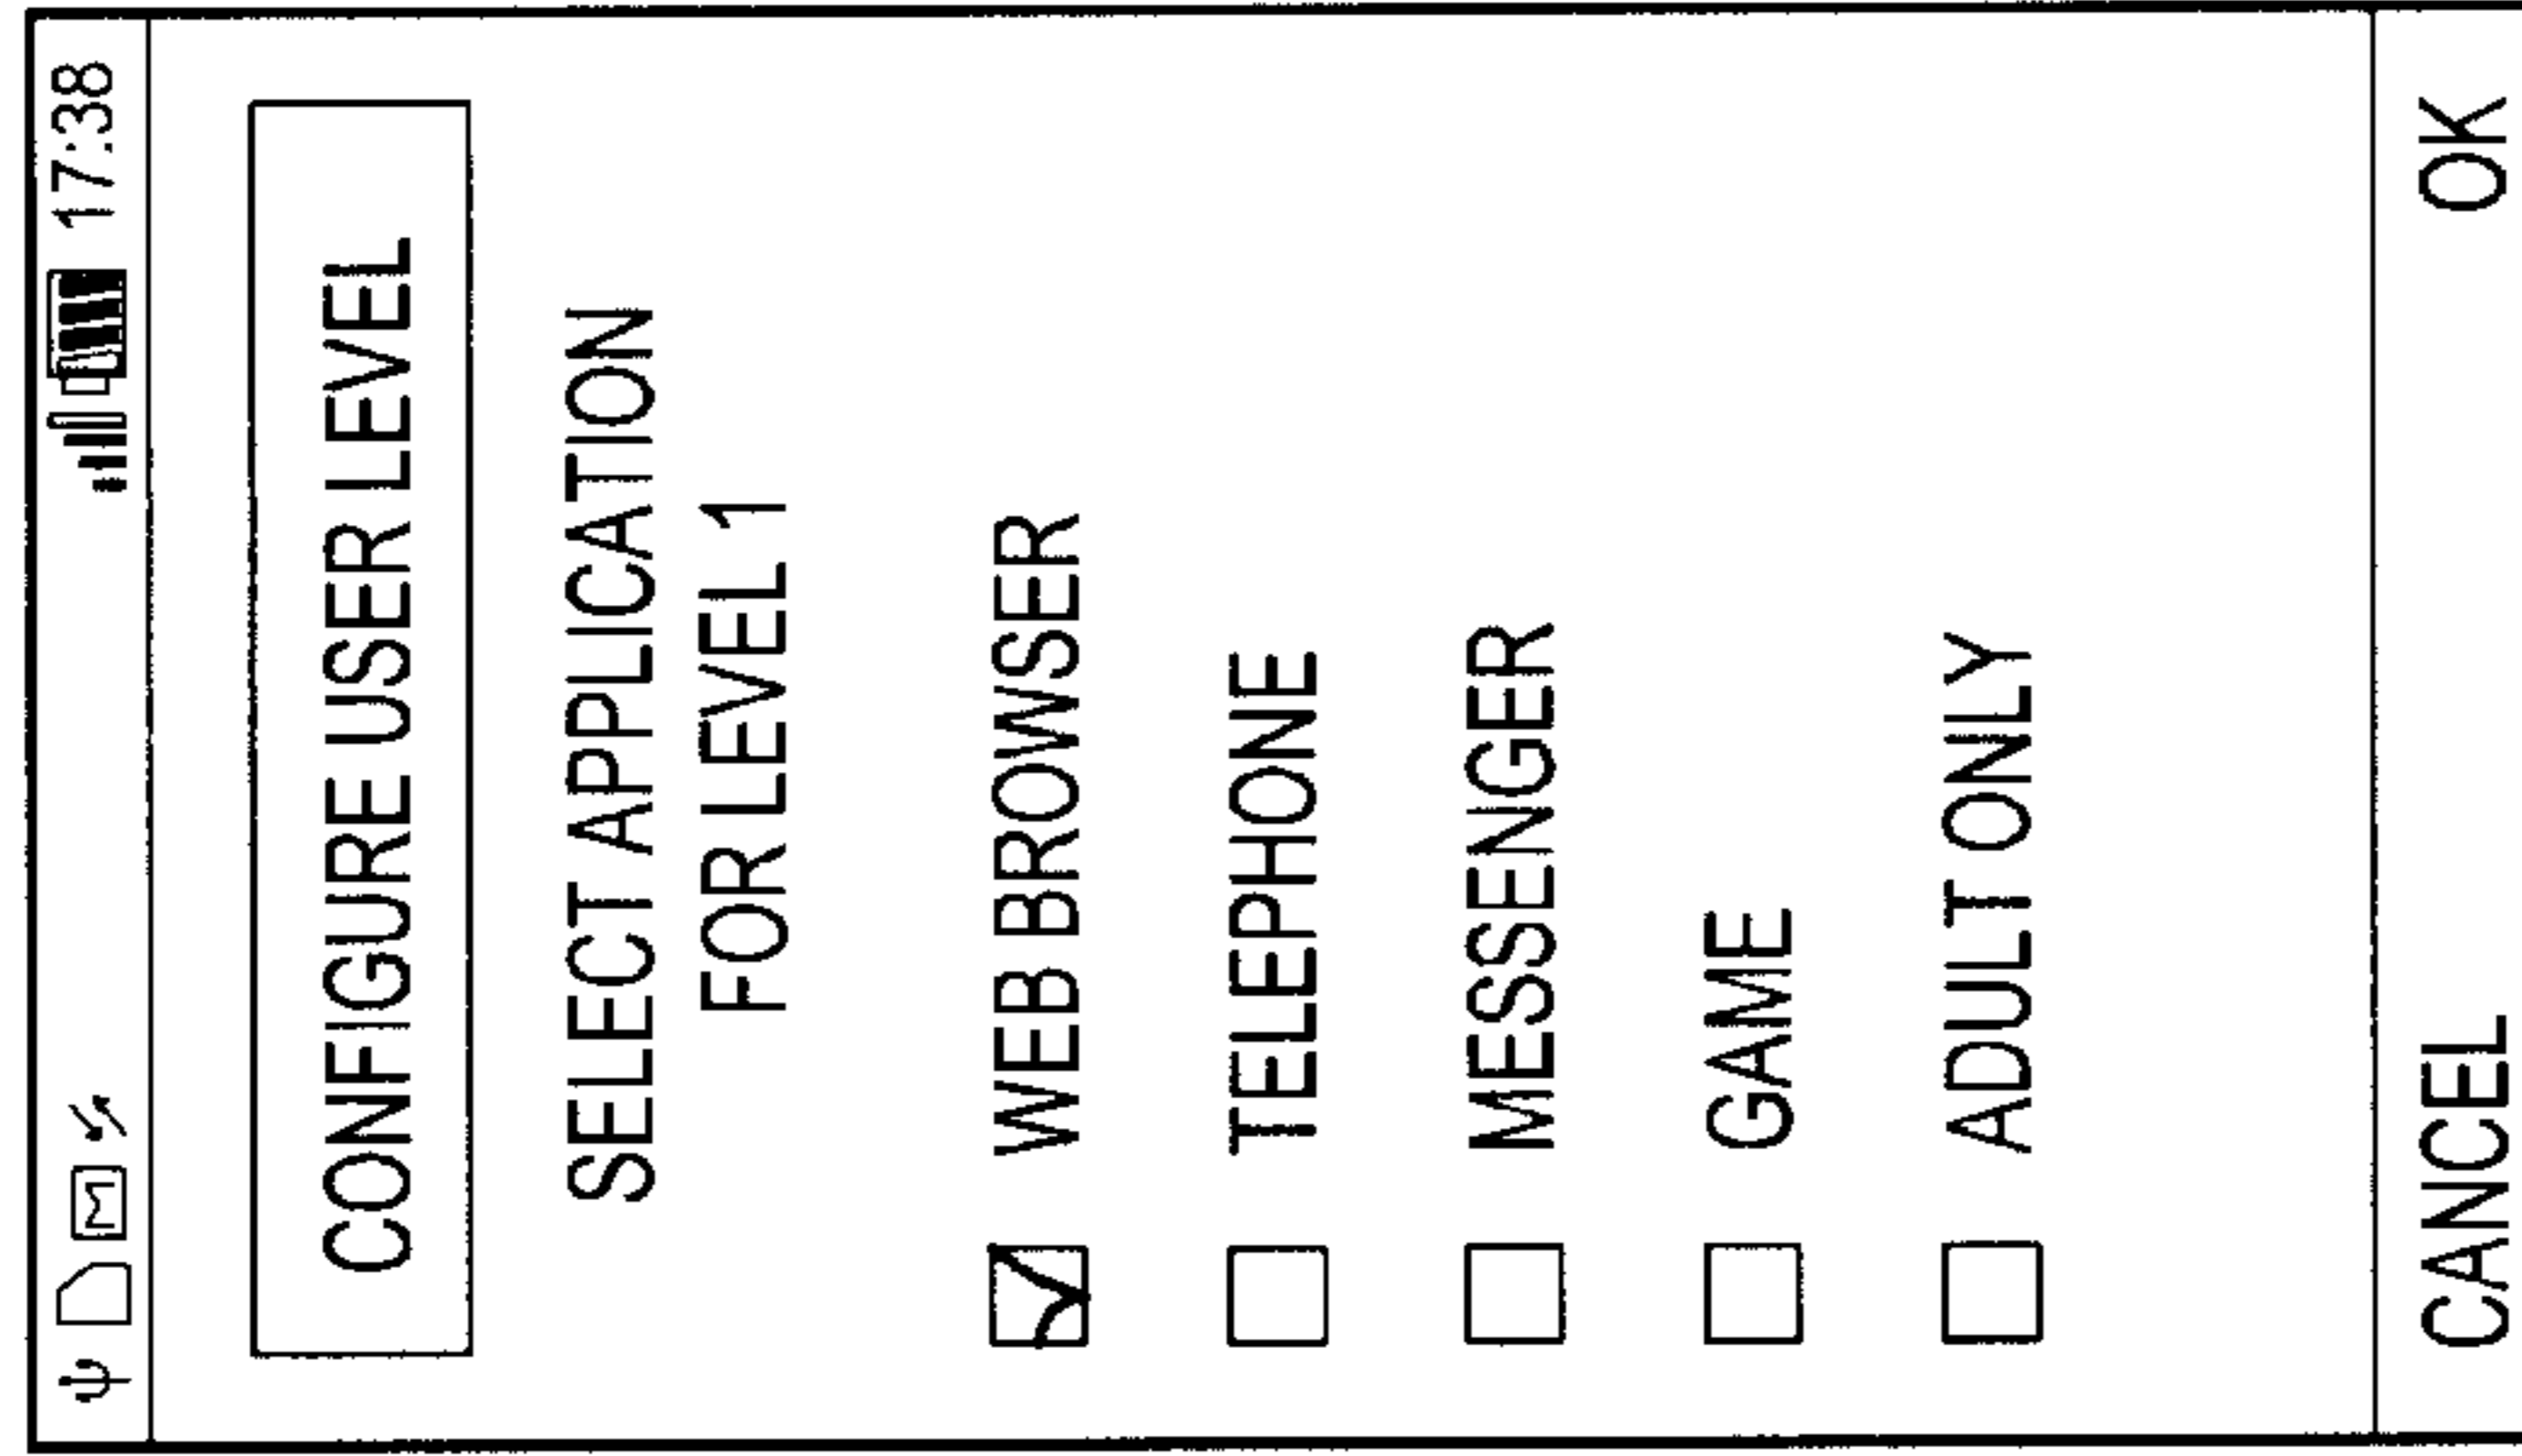 17:38
CONFIGURE USER LEVEL
SELECT APPLICATION
FOR LEVEL 1
WEB BROWSER
TELEPHONE
MESSENGER
GAME
ADULT ONLY
CANCEL OK